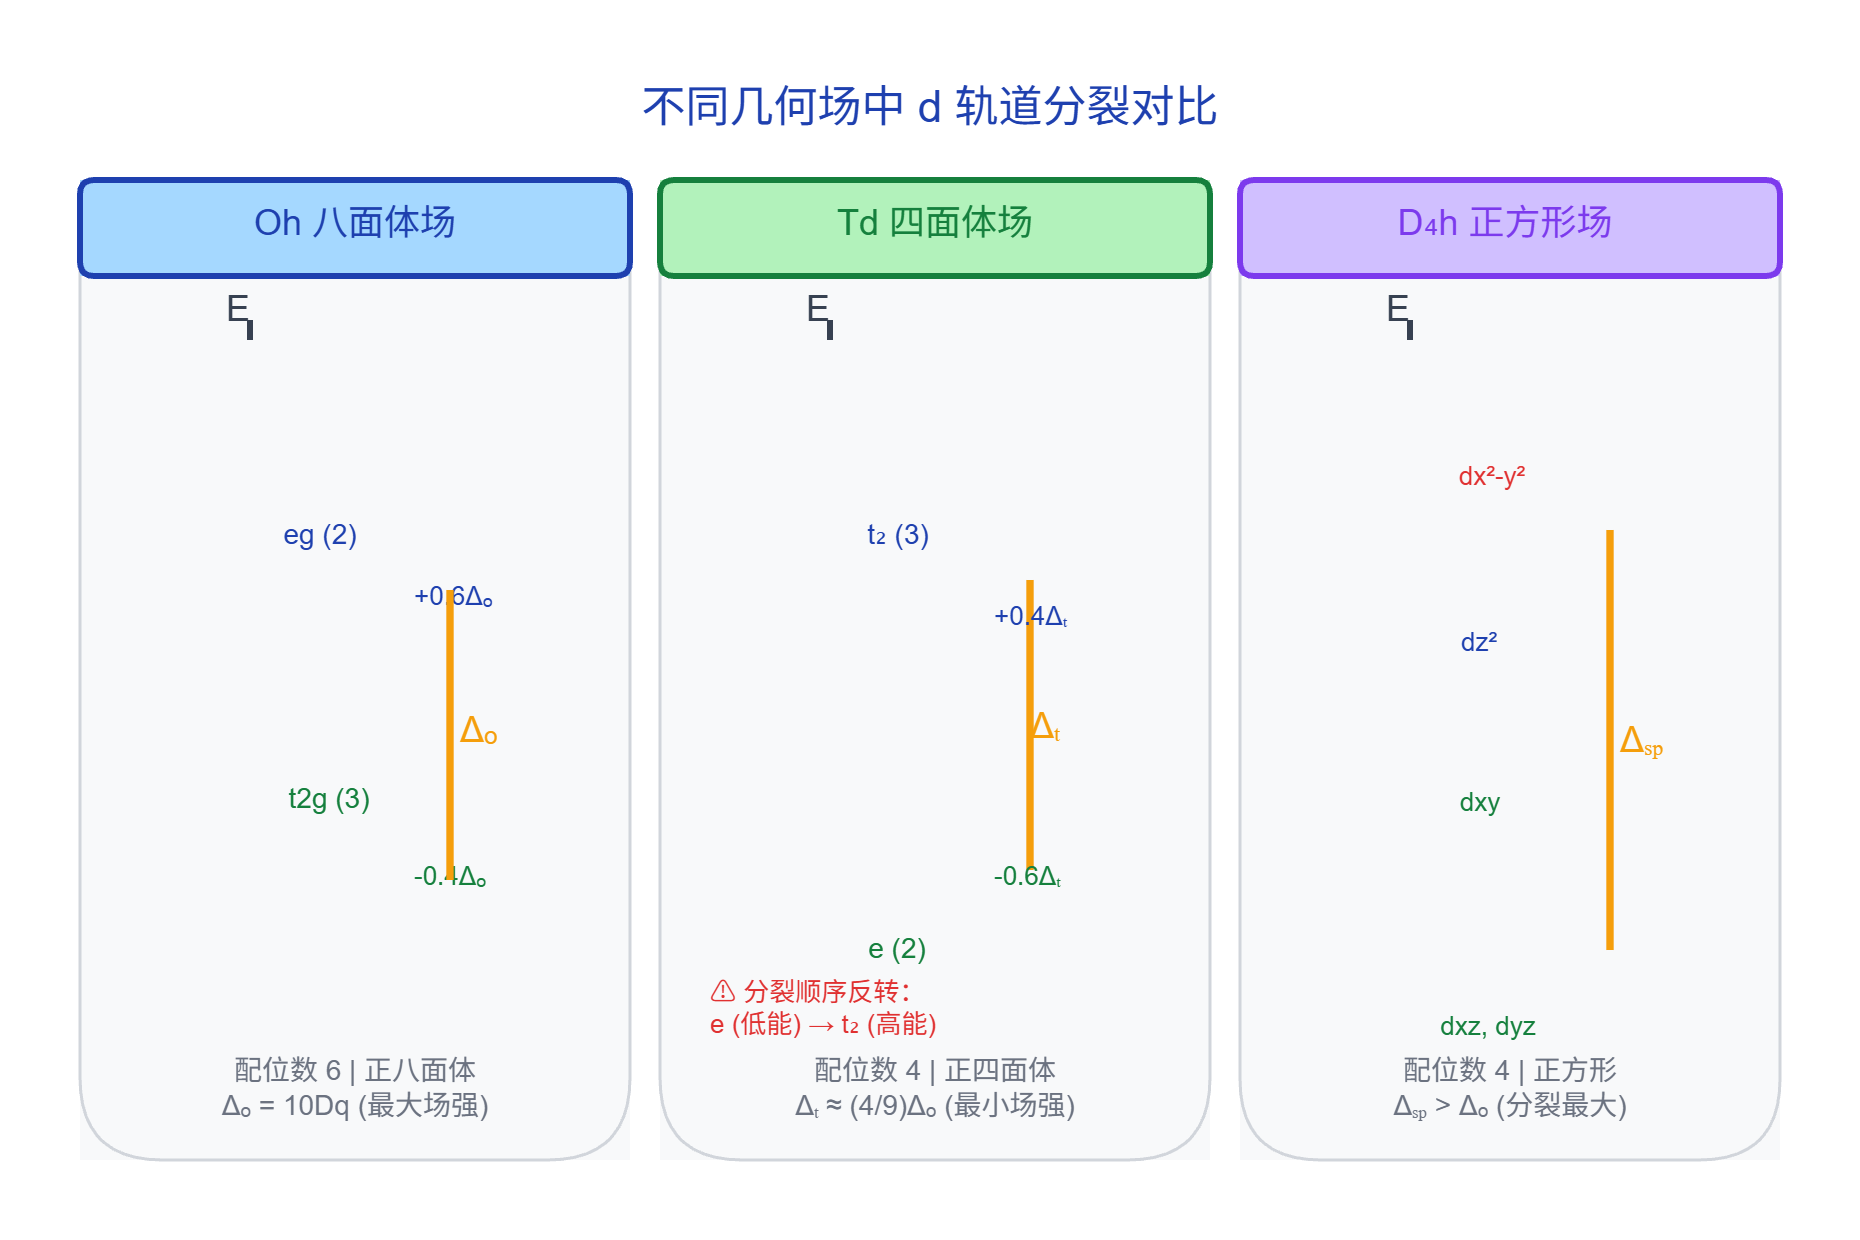 不同几何场中 d 轨道分裂对比
Oh 八面体场
E
eg (2)
+0.6Δₒ
Δₒ
t2g (3)
-0.4Δₒ
配位数 6 | 正八面体
Δₒ = 10Dq (最大场强)
Td 四面体场
E
t₂ (3)
+0.4Δₜ
Δₜ
-0.6Δₜ
e (2)
⚠ 分裂顺序反转：
e (低能) → t₂ (高能)
配位数 4 | 正四面体
Δₜ ≈ (4/9)Δₒ (最小场强)
D₄h 正方形场
E
dx²-y²
dz²
Δₛₚ
dxy
dxz, dyz
配位数 4 | 正方形
Δₛₚ > Δₒ (分裂最大)